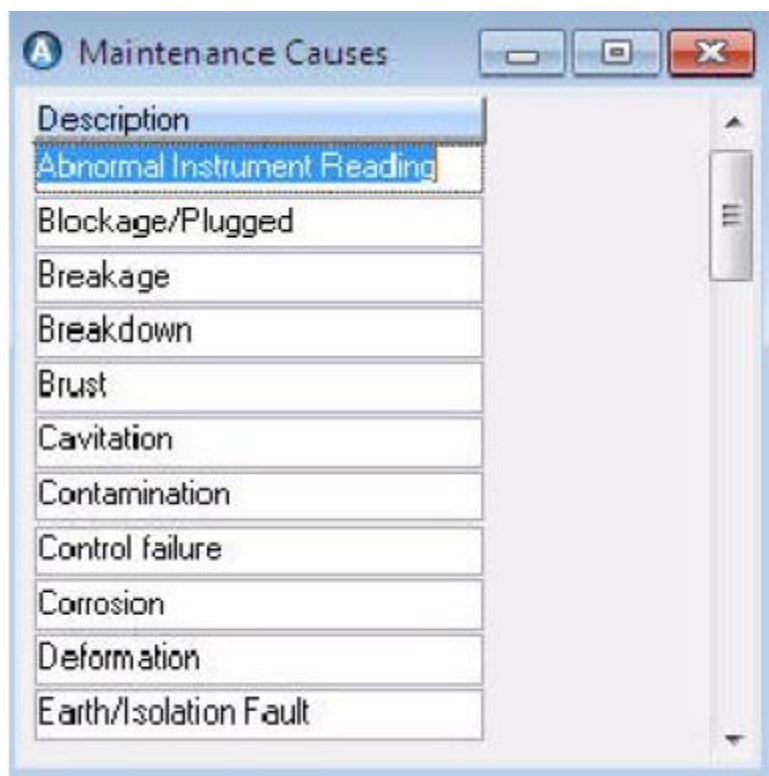 Maintenance Causes
Description
Abnormal Instrument Reading
Blockage/Plugged
Breakage
Breakdown
Brust
Cavitation
Contamination
Control failure
Corrosion
Deformation
Earth/Isolation Fault